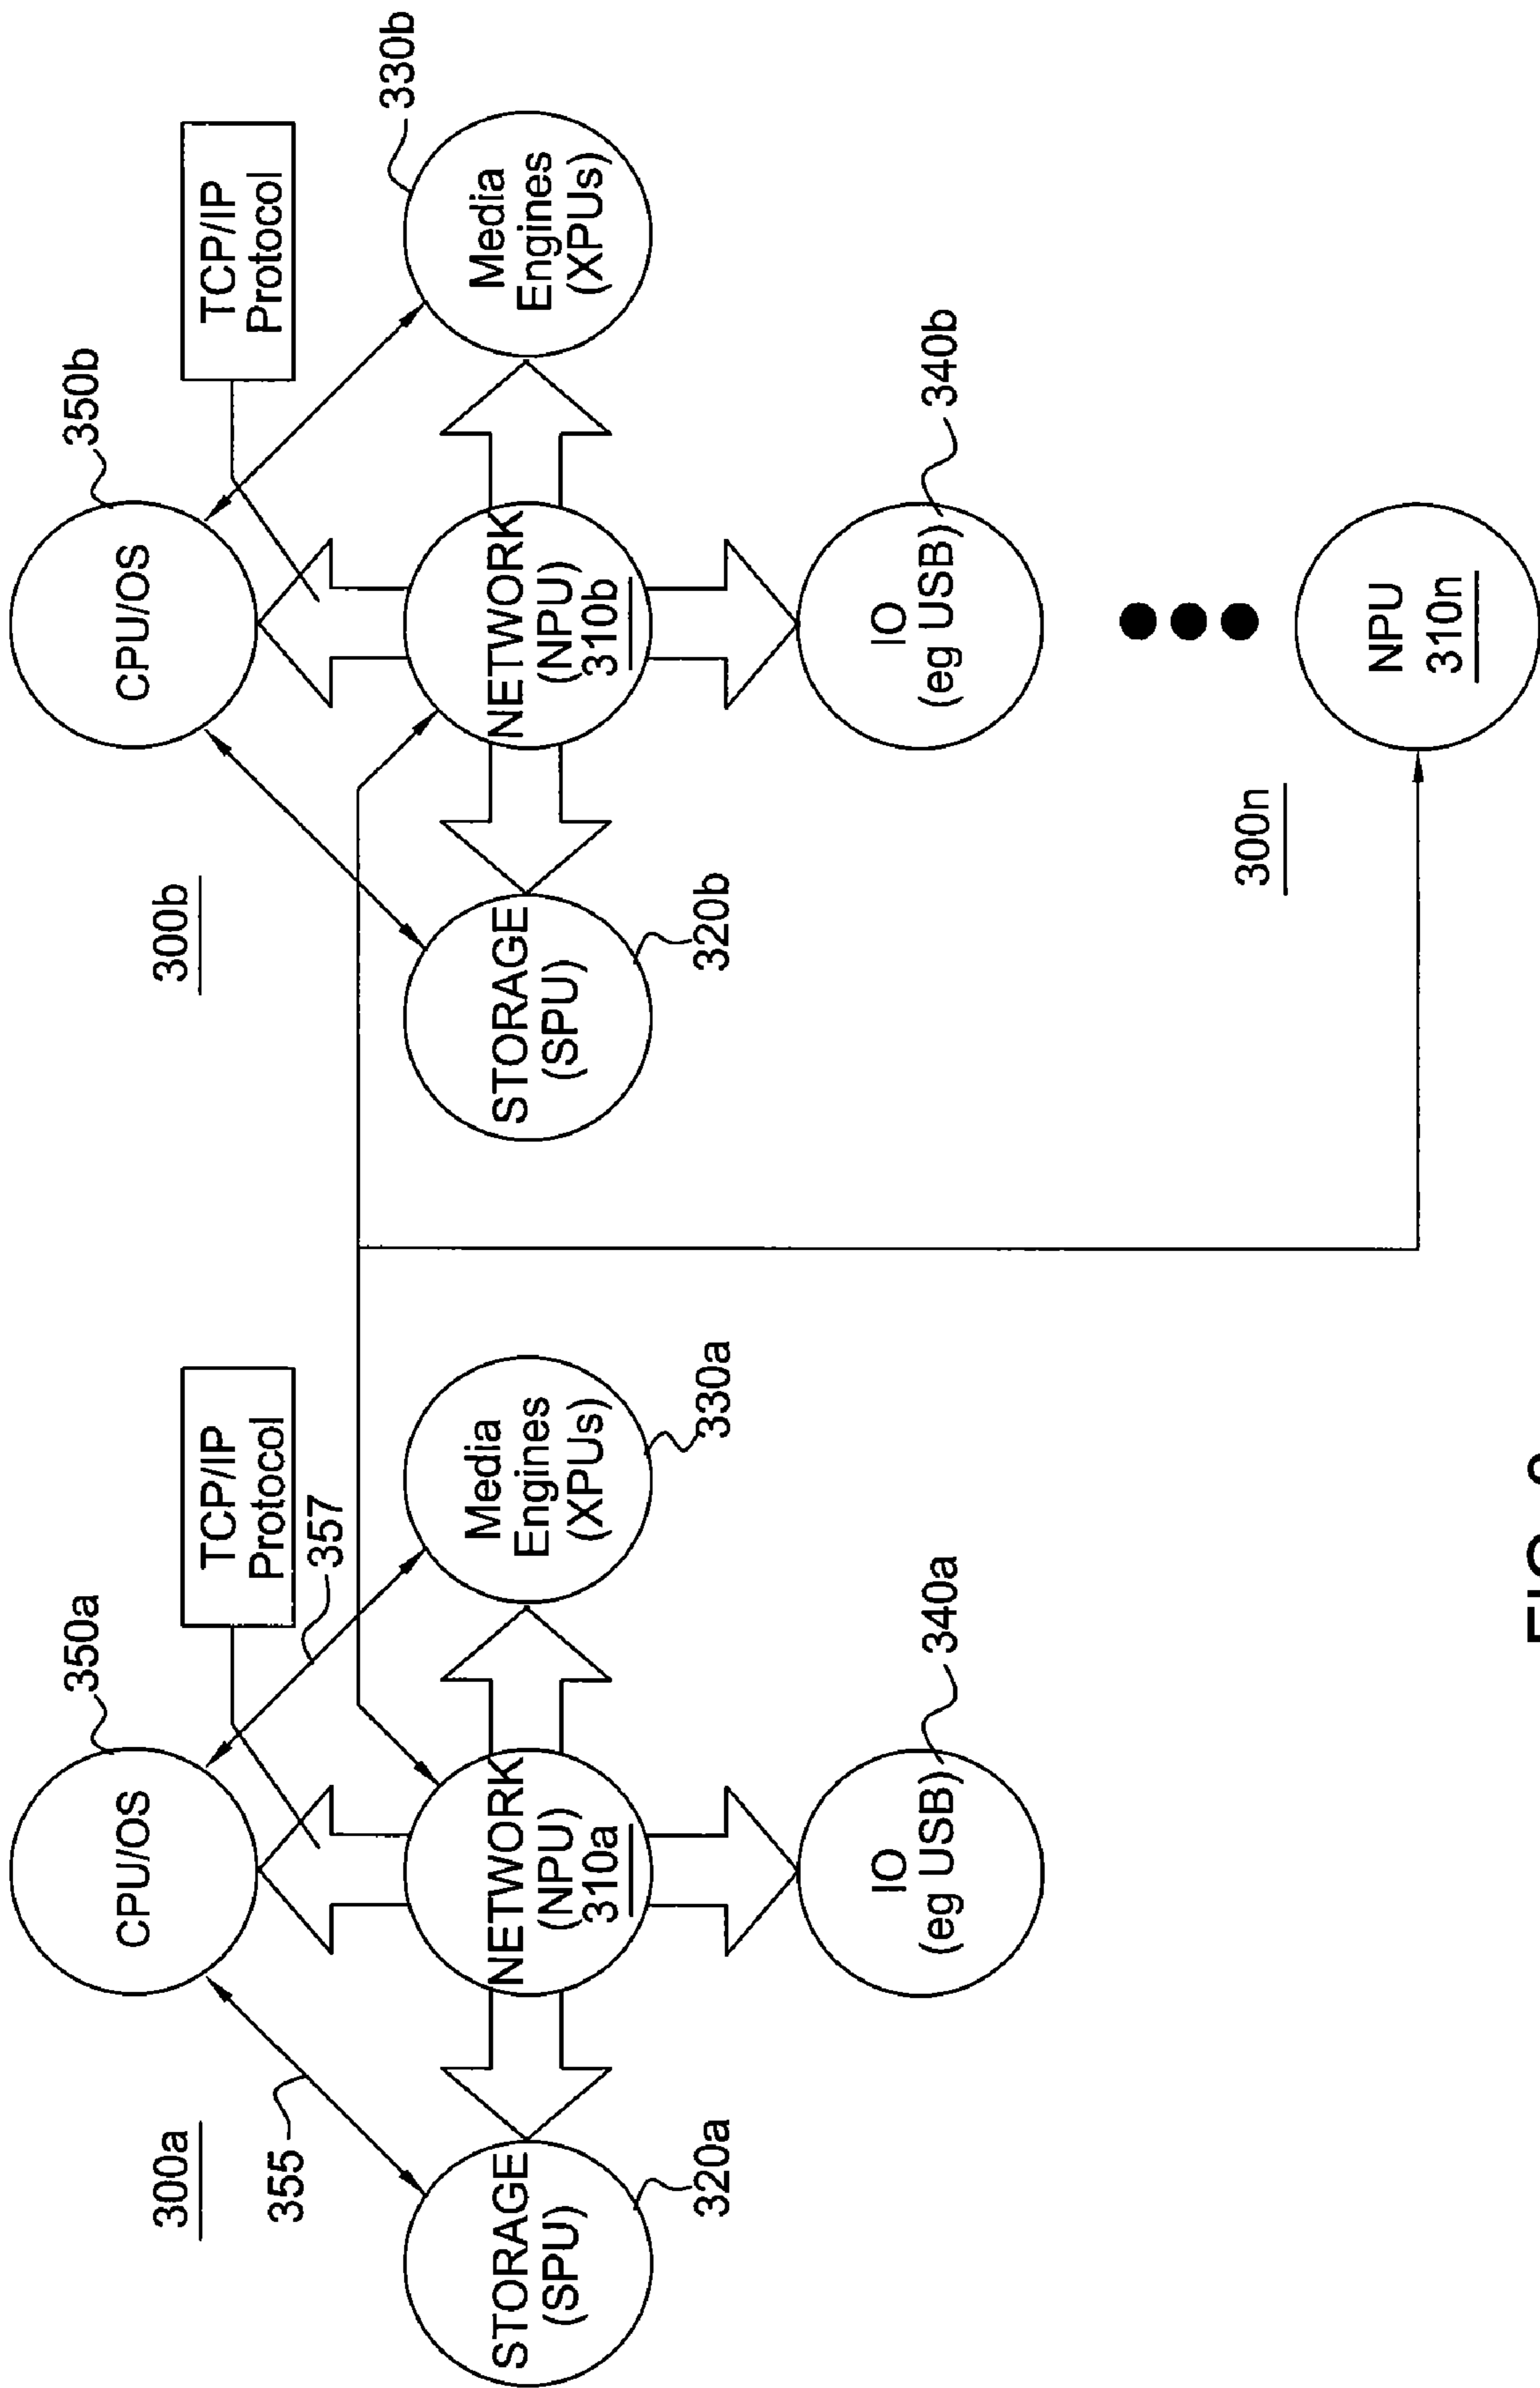 300a
350a
CPU/OS
TCP/IP
Protocol
355
357
STORAGE
(SPU)
320a
NETWORK
(NPU)
310a
Media
Engines
(XPUs)
330a
IO
(eg USB)
340a
300b
350b
CPU/OS
TCP/IP
Protocol
330b
STORAGE
(SPU)
320b
NETWORK
(NPU)
310b
Media
Engines
(XPUs)
IO
(eg USB)
340b
300n
NPU
310n